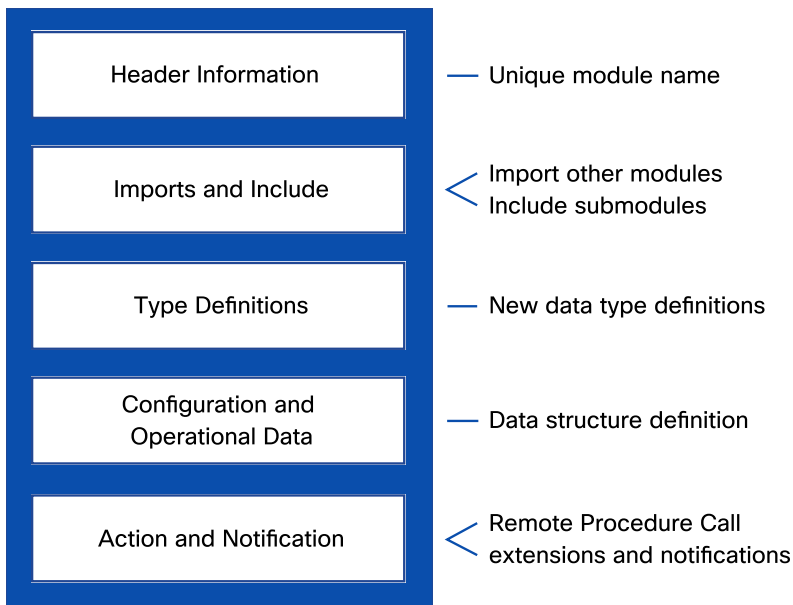 Header Information
Unique module name
Imports and Include
Import other modules
Include submodules
Type Definitions
New data type definitions
Configuration and
Operational Data
Data structure definition
Action and Notification
Remote Procedure Call
extensions and notifications